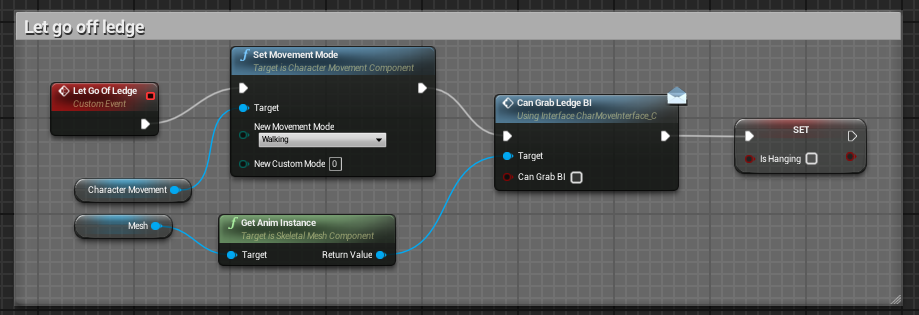 Let go off ledge
Let Go Of Ledge
Custom Event
Set Movement Mode
Target is Character Movement Component
Target
New Movement Mode
Walking
New Custom Mode 0
Character Movement
Mesh
Get Anim Instance
Target is Skeletal Mesh Component
Target Return Value
Can Grab Ledge BI
Using Interface CharMoveInterface_C
Target
Can Grab BI
SET
Is Hanging